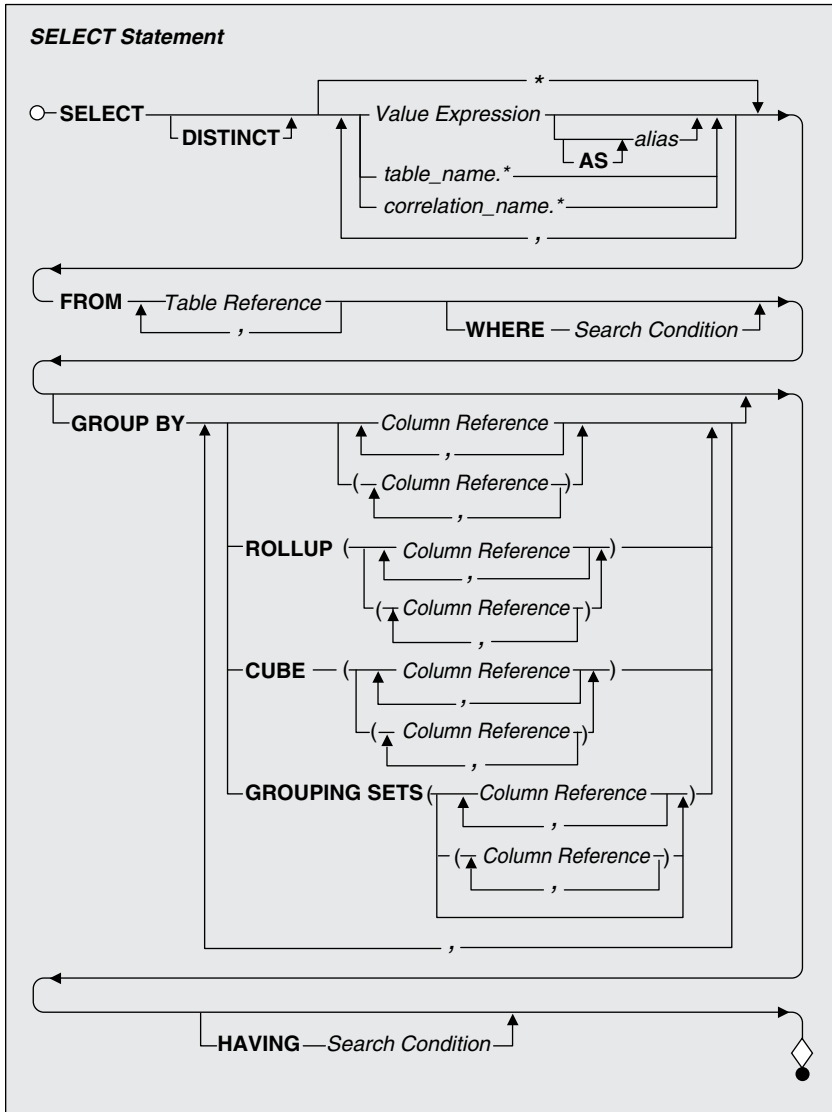 SELECT Statement
*
SELECT Value Expression
DISTINCT AS alias
table_name.*
correlation_name.*
,
FROM Table Reference
, WHERE Search Condition
GROUP BY Column Reference
,
( Column Reference )
,
ROLLUP ( Column Reference )
,
( Column Reference )
,
CUBE ( Column Reference )
,
( Column Reference )
,
GROUPING SETS ( Column Reference )
,
( Column Reference )
,
,
HAVING Search Condition